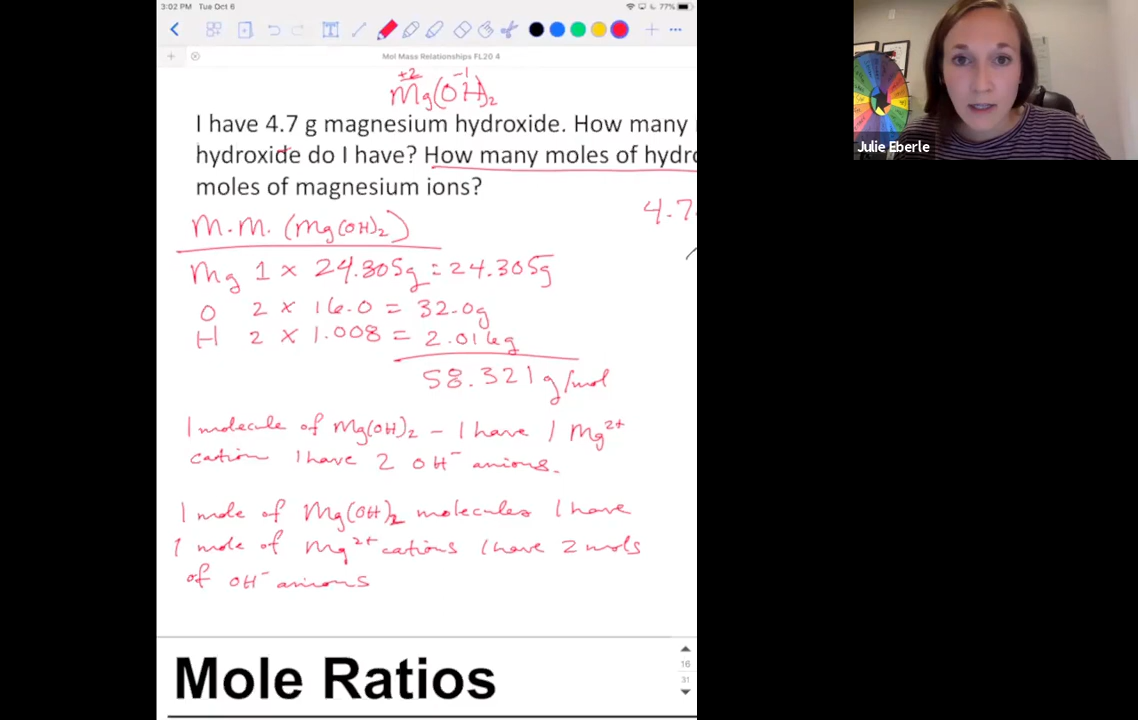 3:02 PM Tue Oct 6
77%
Mol Mass Relationships FL20 4
+2 -1
Mg(OH)2
I have 4.7 g magnesium hydroxide. How many
hydroxide do I have? How many moles of hydro
moles of magnesium ions?
4.7
M.M. (Mg(OH)2)
Mg 1 × 24.305g = 24.305g
O 2 × 16.0 = 32.0g
H 2 × 1.008 = 2.016g
58.321 g/mol
1 molecule of Mg(OH)2 – I have 1 Mg2+
cation I have 2 OH- anions.
1 mole of Mg(OH)2 molecules I have
1 mole of Mg2+ cations I have 2 mols
of OH- anions
Mole Ratios
16
31
Julie Eberle